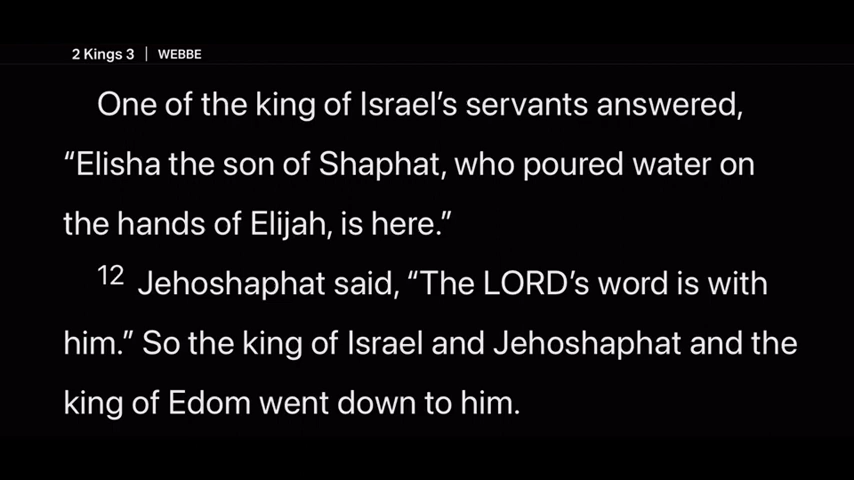 2 Kings 3 | WEBBE
One of the king of Israel’s servants answered,
“Elisha the son of Shaphat, who poured water on
the hands of Elijah, is here.”
12 Jehoshaphat said, “The LORD’s word is with
him.” So the king of Israel and Jehoshaphat and the
king of Edom went down to him.